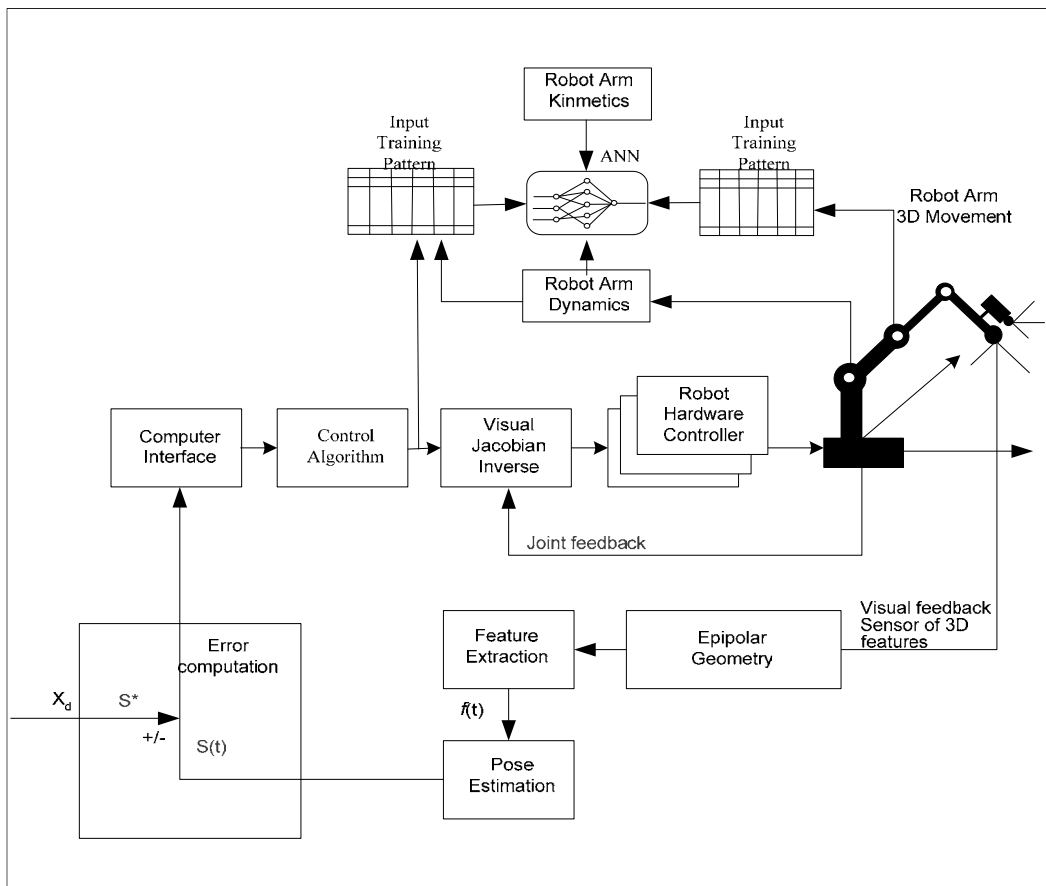 Robot Arm
Kinmetics
Input
Training
Pattern
ANN
Input
Training
Pattern
Robot Arm
3D Movement
Robot Arm
Dynamics
Robot
Hardware
Controller
Computer
Interface
Control
Algorithm
Visual
Jacobian
Inverse
Joint feedback
Visual feedback
Sensor of 3D
features
Feature
Extraction
Epipolar
Geometry
Error
computation
Xd
S*
+/-
S(t)
f(t)
Pose
Estimation